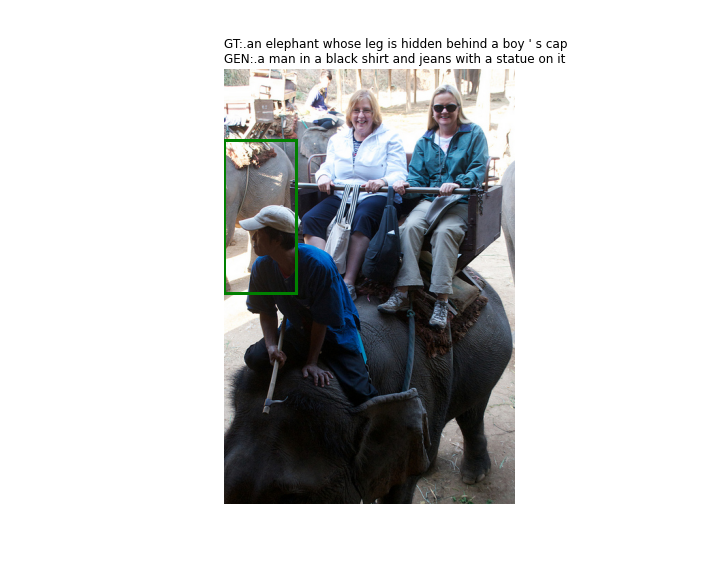 GT:.an elephant whose leg is hidden behind a boy ' s cap
GEN:.a man in a black shirt and jeans with a statue on it